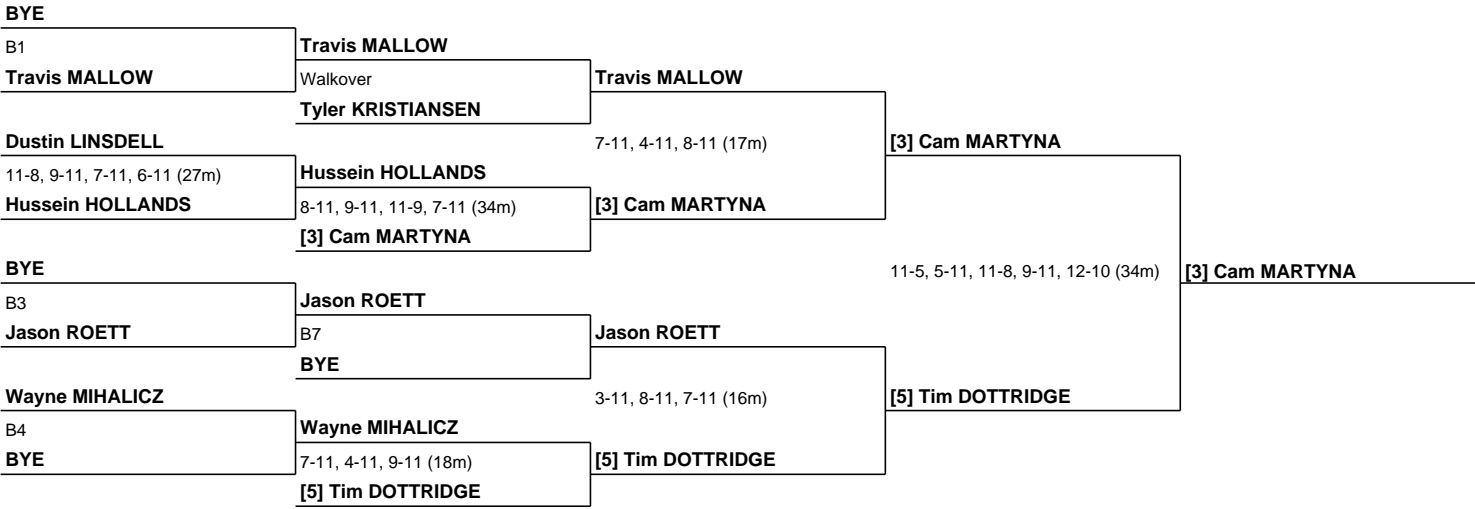 BYE
B1
Travis MALLOW
Travis MALLOW
Walkover
Tyler KRISTIANSEN
Travis MALLOW
Dustin LINSDELL
11-8, 9-11, 7-11, 6-11 (27m)
Hussein HOLLANDS
Hussein HOLLANDS
8-11, 9-11, 11-9, 7-11 (34m)
[3] Cam MARTYNA
7-11, 4-11, 8-11 (17m)
[3] Cam MARTYNA
[3] Cam MARTYNA
BYE
B3
Jason ROETT
Jason ROETT
B7
BYE
Jason ROETT
Wayne MIHALICZ
B4
BYE
Wayne MIHALICZ
7-11, 4-11, 9-11 (18m)
[5] Tim DOTTRIDGE
3-11, 8-11, 7-11 (16m)
[5] Tim DOTTRIDGE
[5] Tim DOTTRIDGE
11-5, 5-11, 11-8, 9-11, 12-10 (34m)
[3] Cam MARTYNA